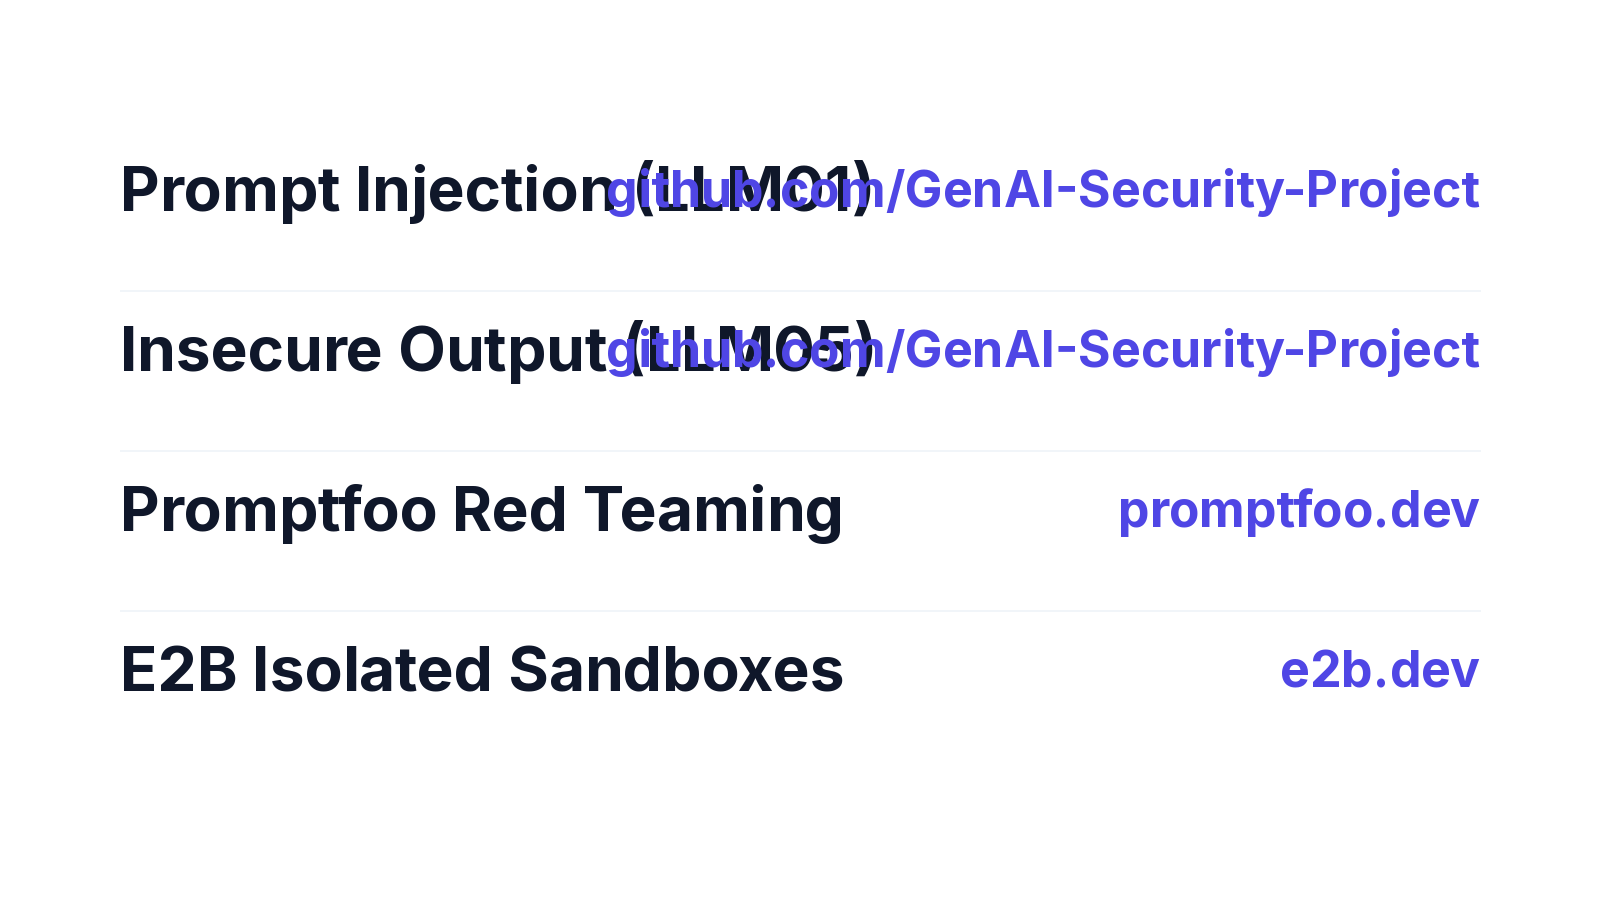 Prompt Injection (LLM01) github.com/GenAI-Security-Project
Insecure Output (LLM05) github.com/GenAI-Security-Project
Promptfoo Red Teaming promptfoo.dev
E2B Isolated Sandboxes e2b.dev